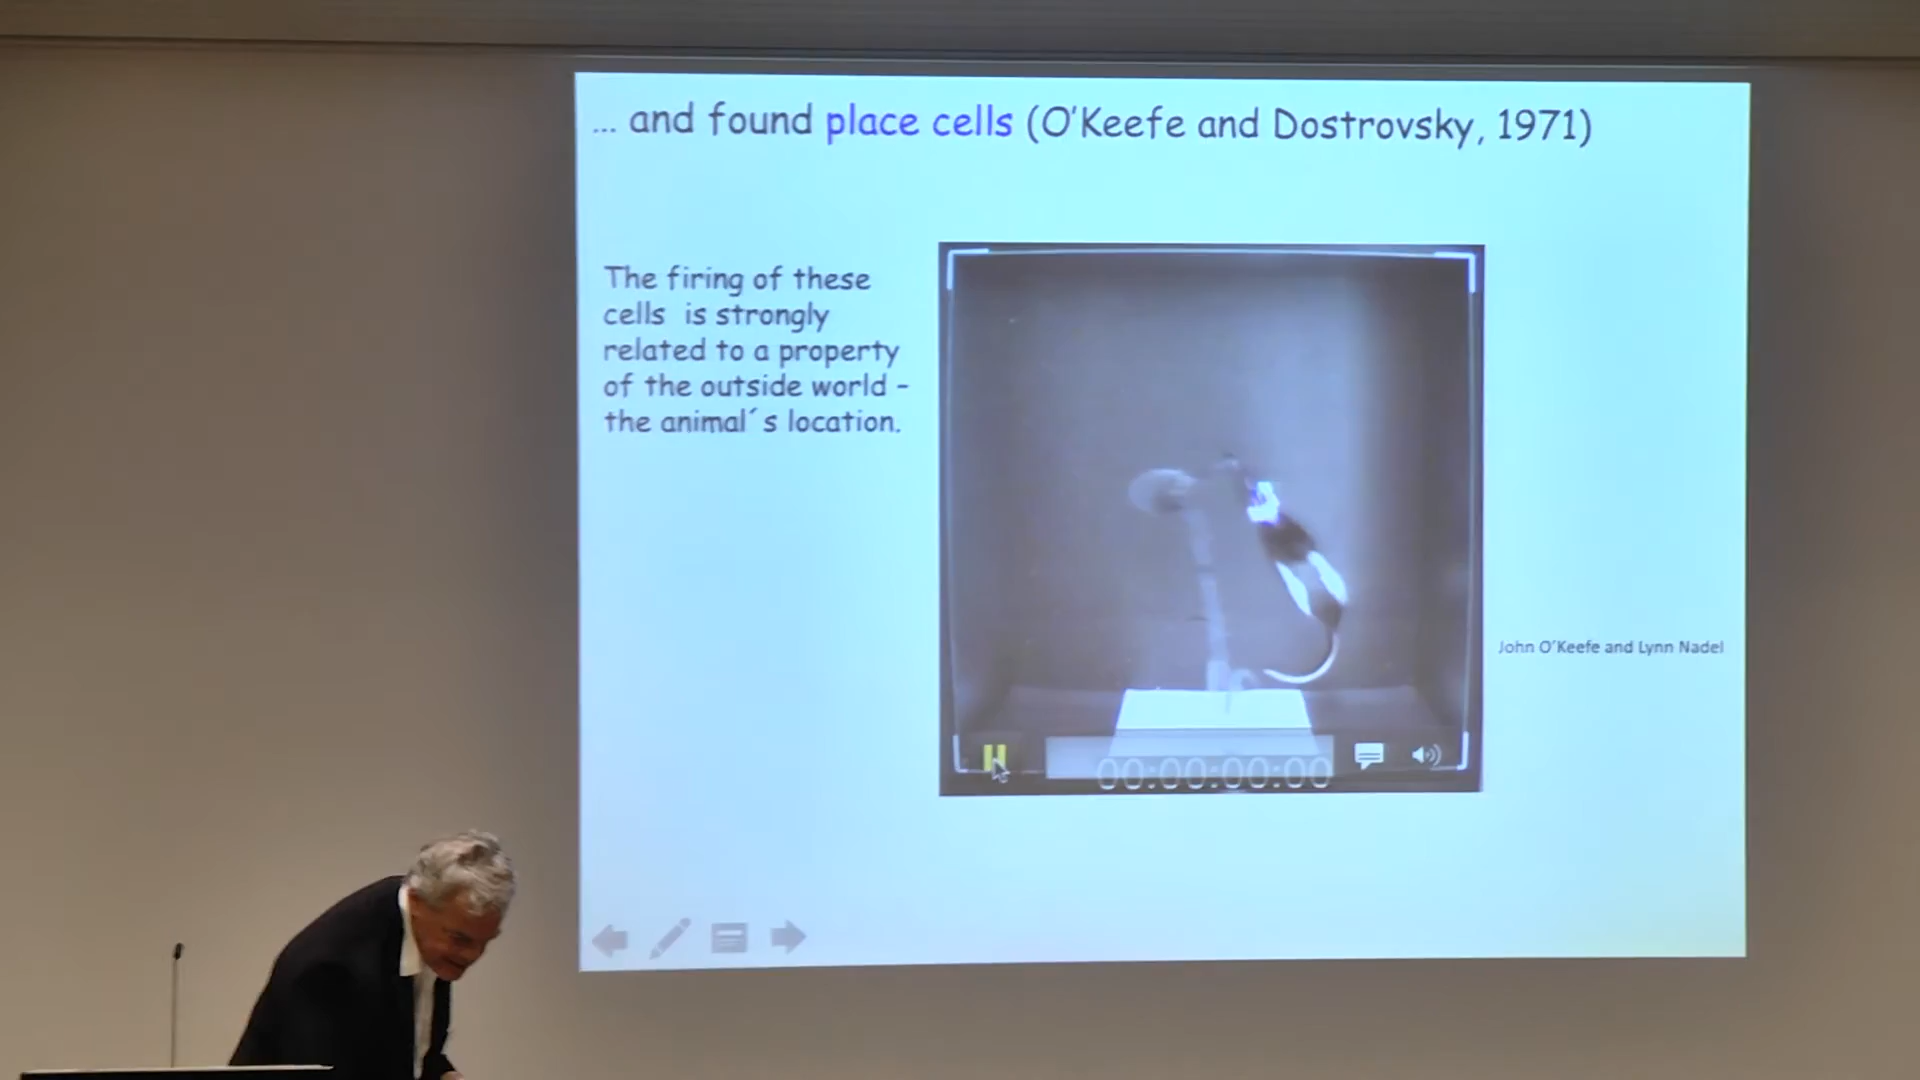 ... and found place cells (O'Keefe and Dostrovsky, 1971)
The firing of these
cells is strongly
related to a property
of the outside world -
the animal´s location.
John O'Keefe and Lynn Nadel
00:00:00:00